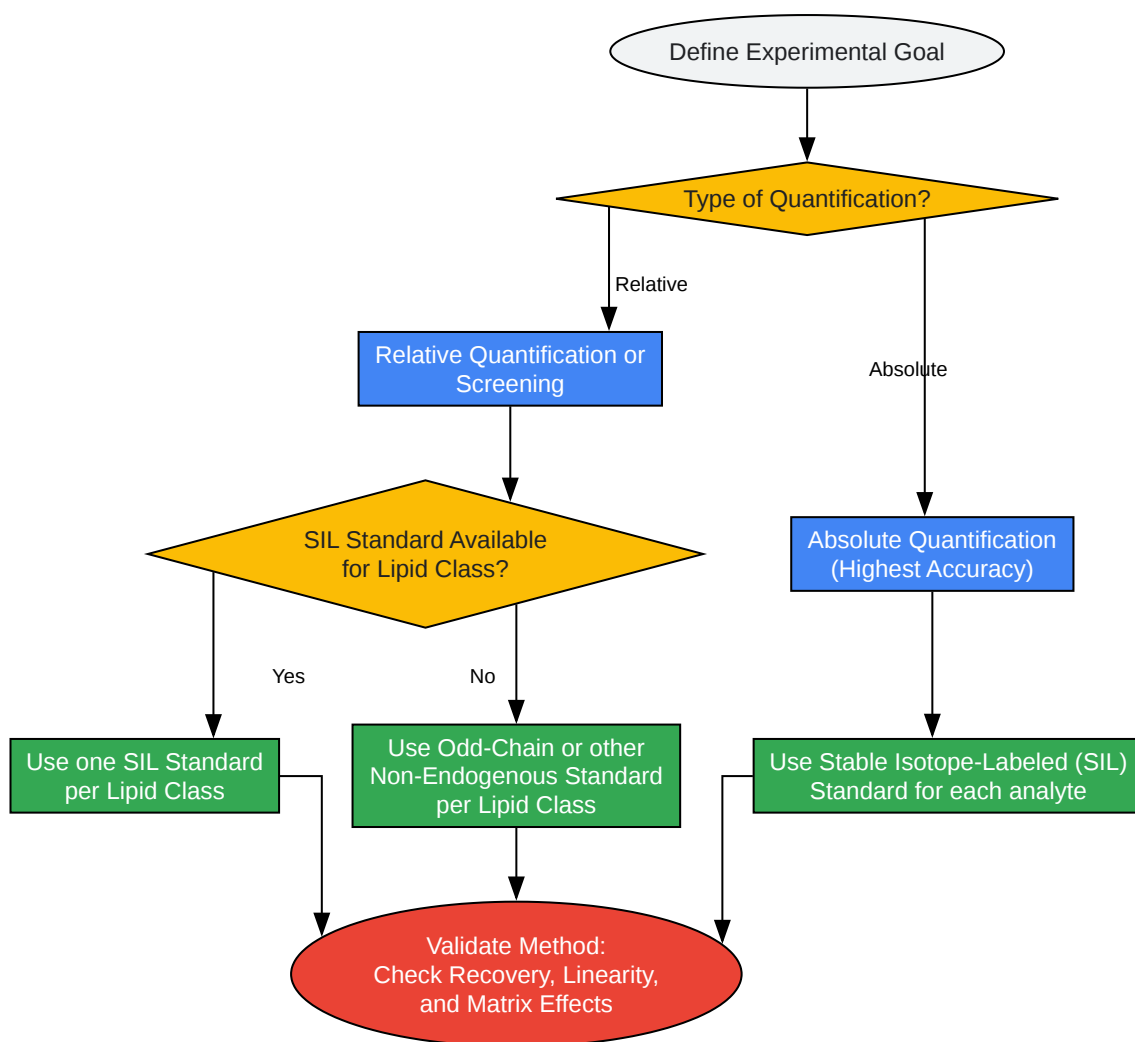 Define Experimental Goal
Type of Quantification?
Relative
Relative Quantification or
Screening
Absolute
SIL Standard Available
for Lipid Class?
Absolute Quantification
(Highest Accuracy)
Yes
No
Use one SIL Standard
per Lipid Class
Use Odd-Chain or other
Non-Endogenous Standard
per Lipid Class
Use Stable Isotope-Labeled (SIL)
Standard for each analyte
Validate Method:
Check Recovery, Linearity,
and Matrix Effects